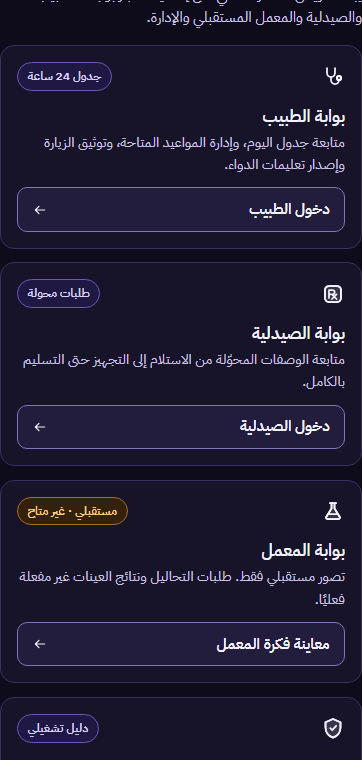 والصيدلية والمعمل المستقبلي والإدارة.
جدول 24 ساعة
بوابة الطبيب
متابعة جدول اليوم، وإدارة المواعيد المتاحة، وتوثيق الزيارة
وإصدار تعليمات الدواء.
دخول الطبيب ←
طلبات محولة
بوابة الصيدلية
متابعة الوصفات المحوّلة من الاستلام إلى التجهيز حتى التسليم
بالكامل.
دخول الصيدلية ←
مستقبلي · غير متاح
بوابة المعمل
تصور مستقبلي فقط. طلبات التحاليل ونتائج العينات غير مفعلة
فعليًا.
معاينة فكرة المعمل ←
دليل تشغيلي